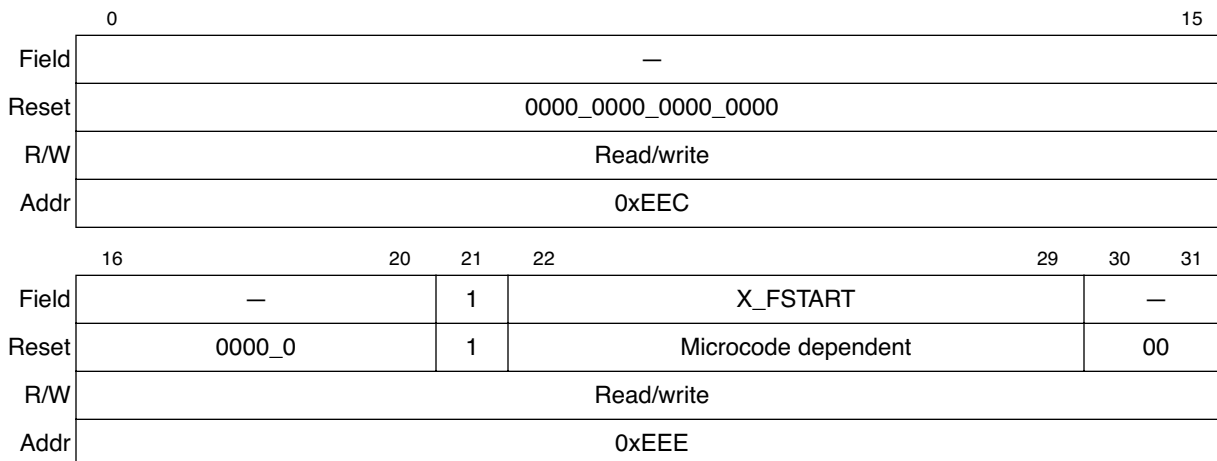 0 15
Field —
Reset 0000_0000_0000_0000
R/W Read/write
Addr 0xEEC
16 20 21 22 29 30 31
Field — 1 X_FSTART —
Reset 0000_0 1 Microcode dependent 00
R/W Read/write
Addr 0xEEE